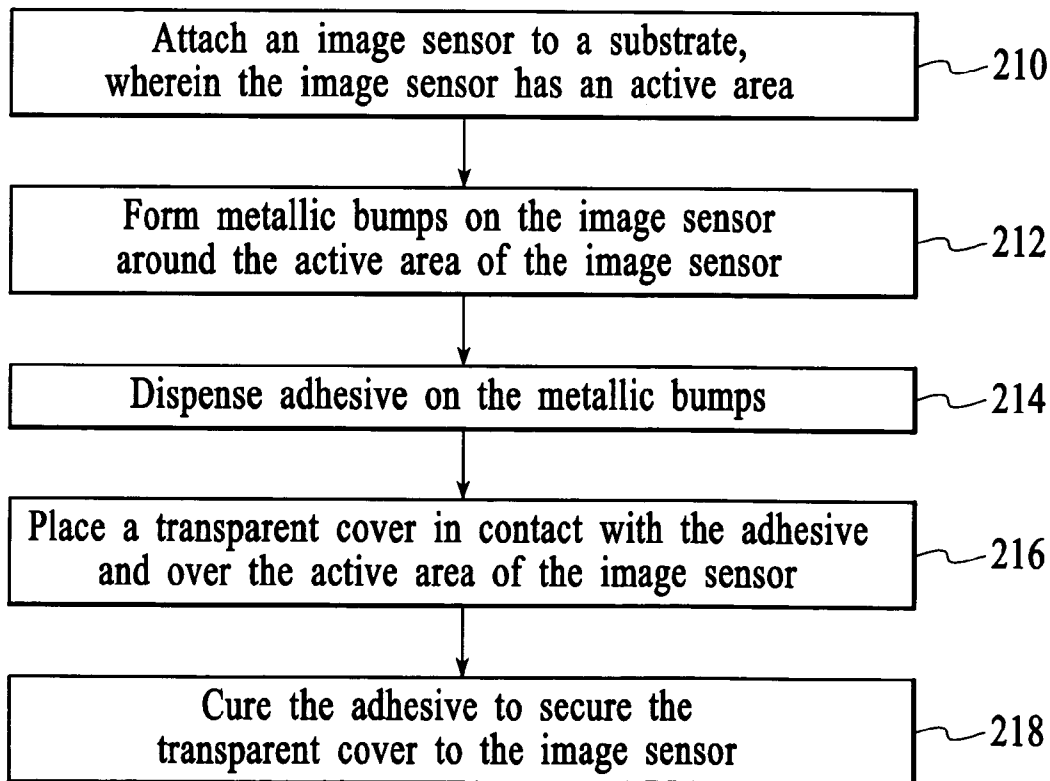 Attach an image sensor to a substrate,
wherein the image sensor has an active area
210
Form metallic bumps on the image sensor
around the active area of the image sensor
212
Dispense adhesive on the metallic bumps
214
Place a transparent cover in contact with the adhesive
and over the active area of the image sensor
216
Cure the adhesive to secure the
transparent cover to the image sensor
218